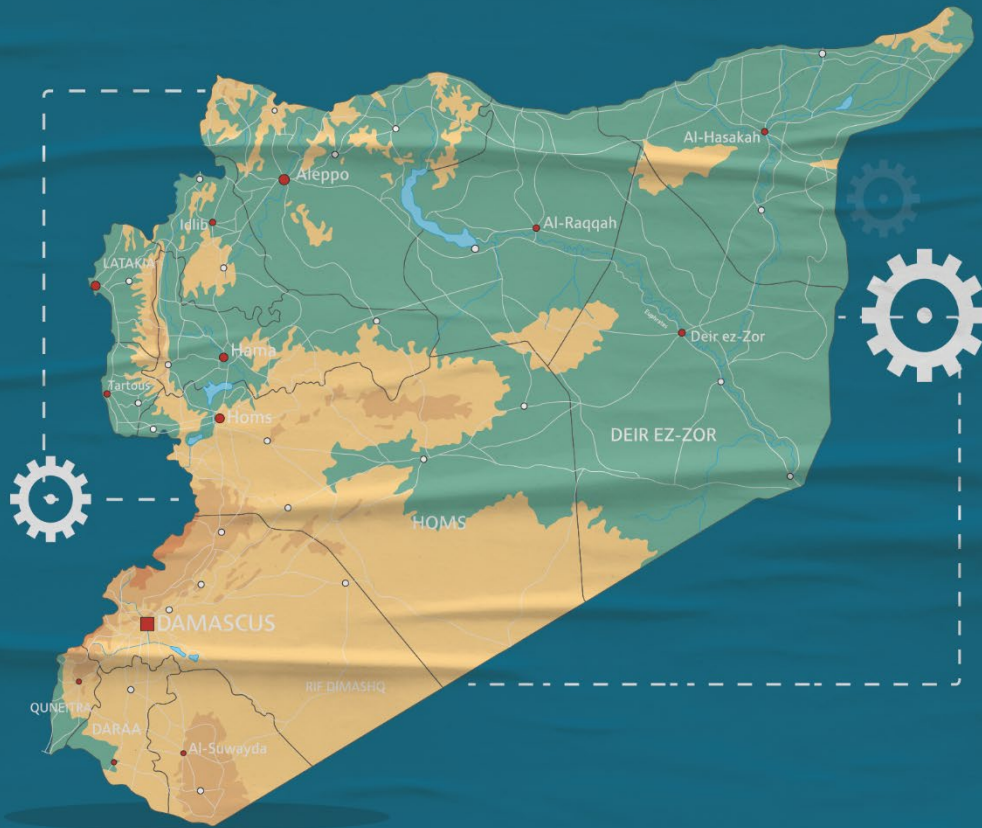 Al-Hasakah
Aleppo
Idlib
Al-Raqqah
LATAKIA
Euphrates
Deir ez-Zor
Hama
Tartous
Homs
DEIR EZ-ZOR
HOMS
DAMASCUS
RIF DIMASHQ
QUNEITRA
DARAA
Al-Suwayda